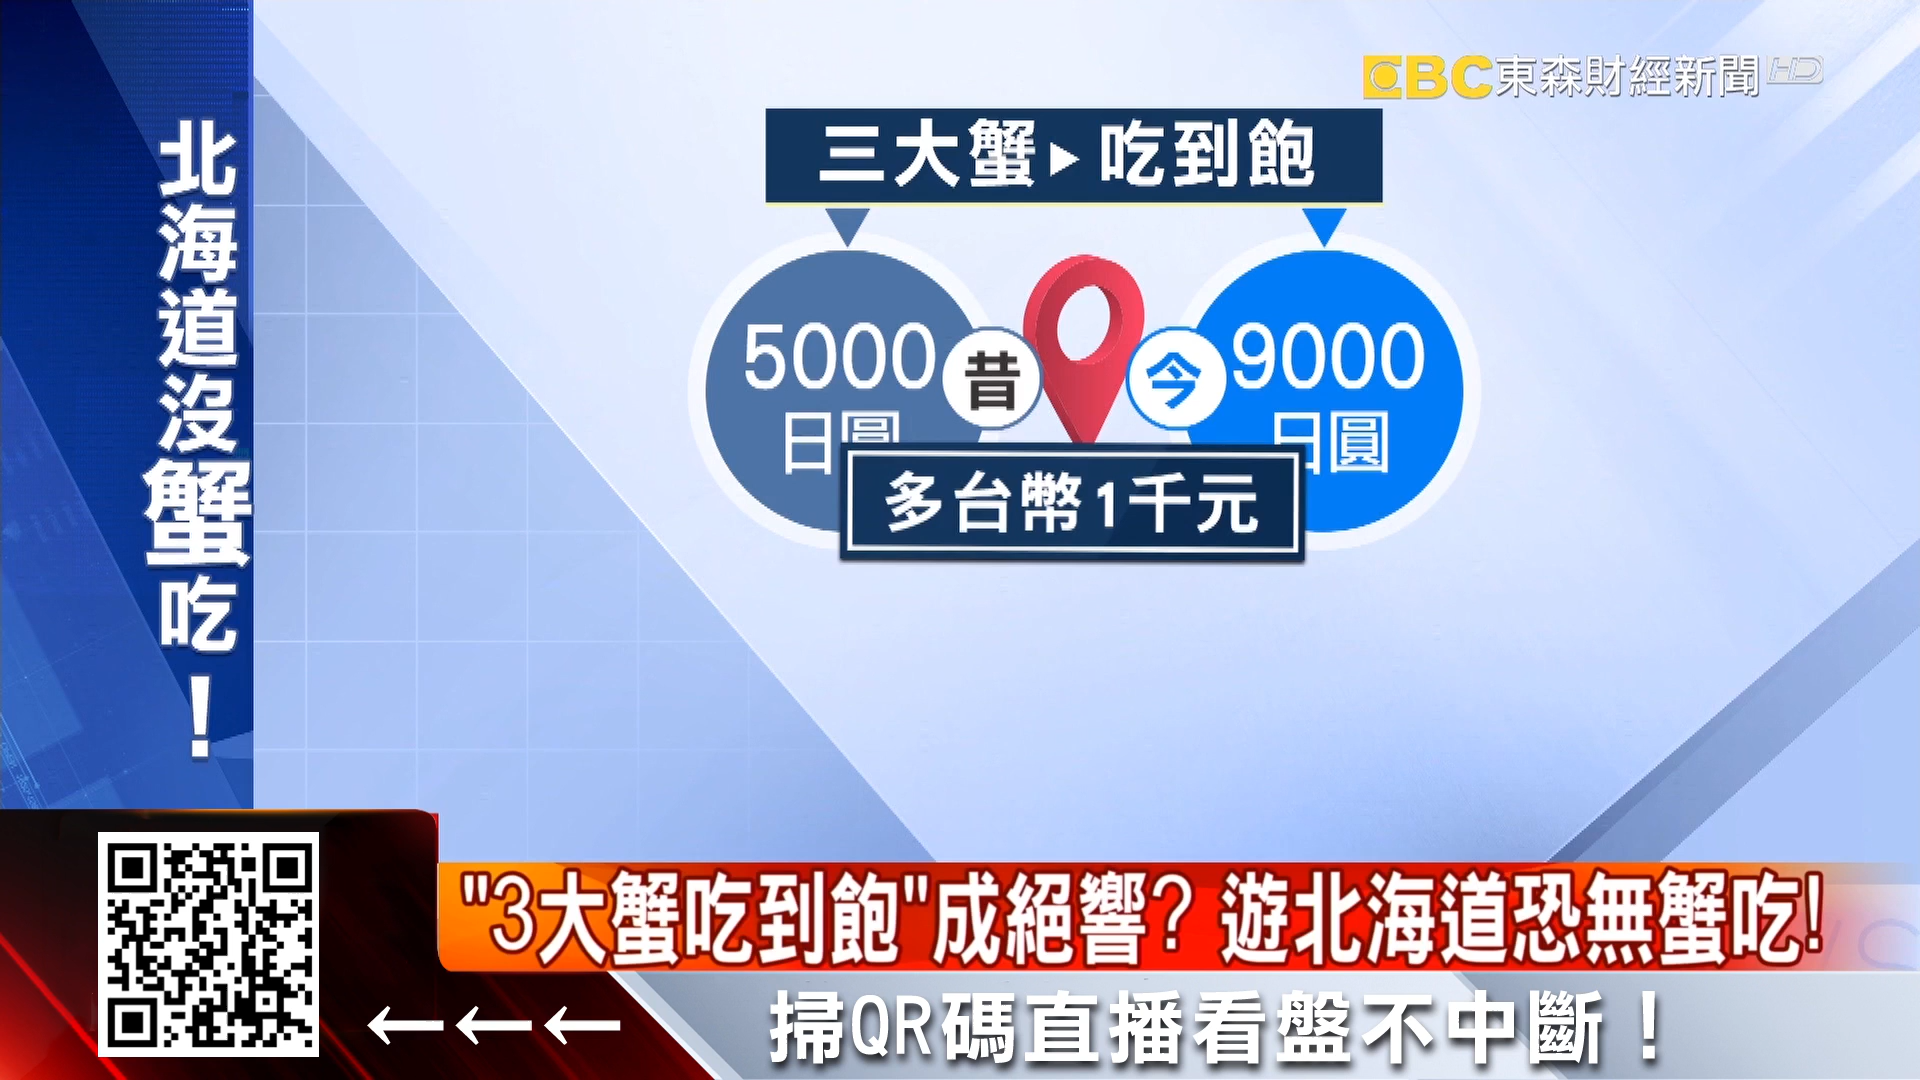 北海道沒蟹吃！
EBC東森財經新聞HD
三大蟹▸吃到飽
5000
日圓
昔
今
9000
日圓
多台幣1千元
"3大蟹吃到飽"成絕響？遊北海道恐無蟹吃!
←←←
掃QR碼直播看盤不中斷！